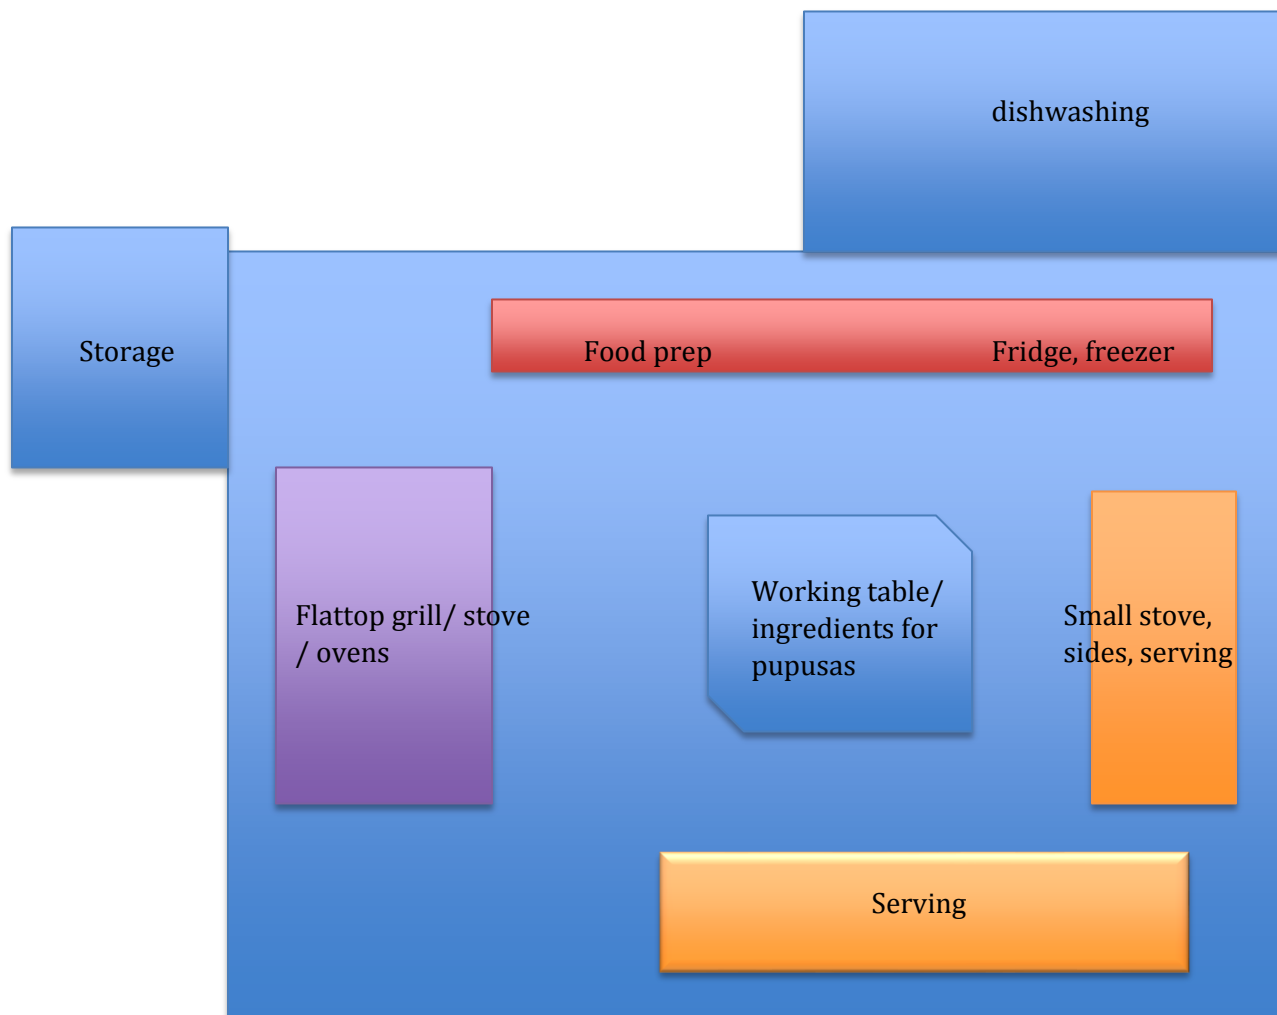 dishwashing
Storage
Food prep
Fridge, freezer
Flattop grill/ stove
/ ovens
Working table/
ingredients for
pupusas
Small stove,
sides, serving
Serving